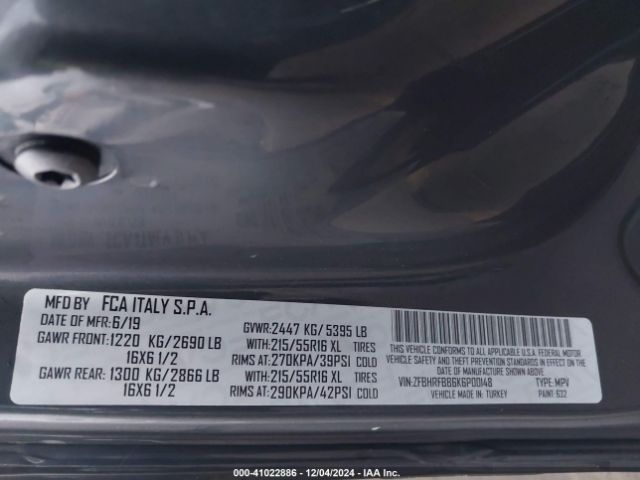 MFD BY FCA ITALY S.P.A.
DATE OF MFR: 6/19 GVWR: 2447 KG/ 5395 LB
GAWR FRONT: 1220 KG/2690 LB WITH: 215/55R16 XL TIRES
16X6 1/2 RIMS AT: 270KPA/39PSI COLD
GAWR REAR: 1300 KG/2866 LB WITH: 215/55R16 XL TIRES
16X6 1/2 RIMS AT: 290KPA/42PSI COLD
THIS VEHICLE CONFORMS TO ALL APPLICABLE U.S.A. FEDERAL MOTOR
VEHICLE SAFETY AND THEFT PREVENTION STANDARDS IN EFFECT ON
THE DATE OF MANUFACTURE SHOWN ABOVE.
VIN: ZFBHRFBB6K6P00148 TYPE: MPV
VEHICLE MADE IN: TURKEY PAINT: 632
000-41022886 - 12/04/2024 - IAA Inc.